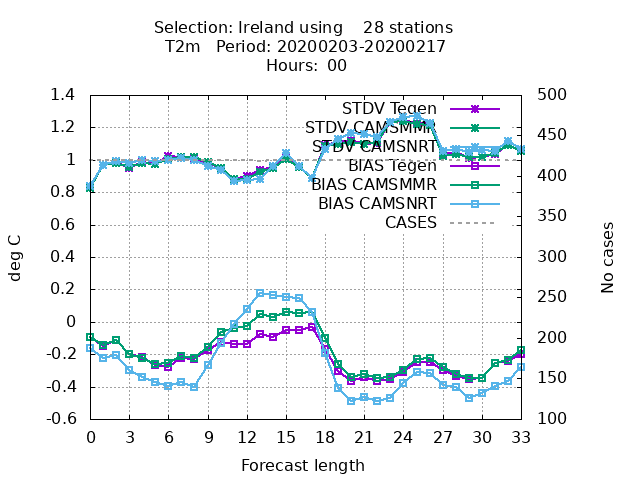 Selection: Ireland using 28 stations
T2m Period: 20200203-20200217
Hours: 00
1.4
1.2
1
0.8
0.6
0.4
0.2
0
-0.2
-0.4
-0.6
deg C
500
450
400
350
300
250
200
150
100
No cases
STDV Tegen
STDV CAMSMMR
STDV CAMSNRT
BIAS Tegen
BIAS CAMSMMR
BIAS CAMSNRT
CASES
0 3 6 9 12 15 18 21 24 27 30 33
Forecast length